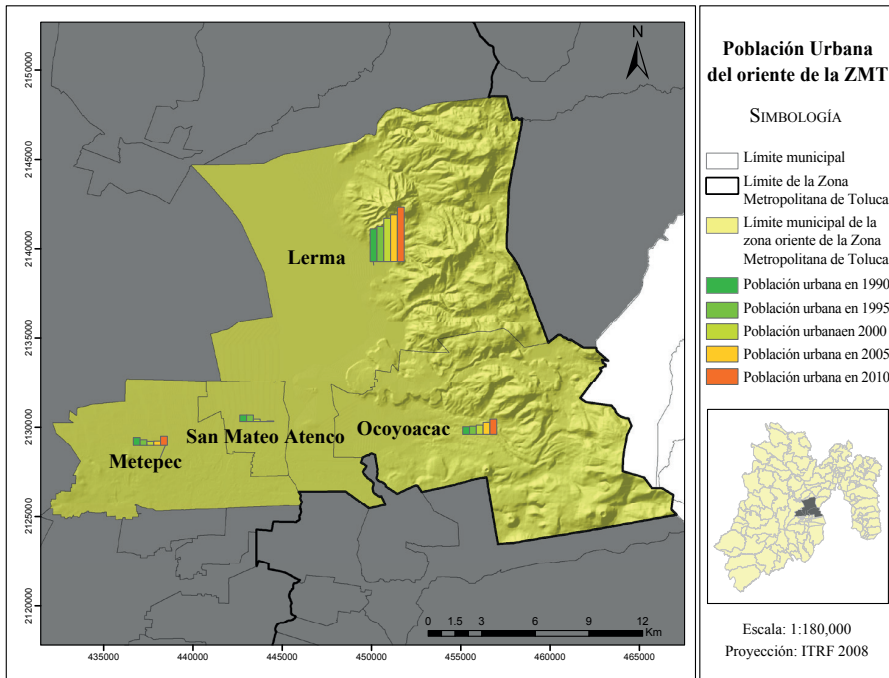 2150000
2145000
2140000
2135000
2130000
2125000
2120000
N
Lerma
Ocoyoacac
San Mateo Atenco
Metepec
0 1.5 3 6 9 12
Km
435000 440000 445000 450000 455000 460000 465000
Población Urbana
del oriente de la ZMT
SIMBOLOGÍA
Límite municipal
Límite de la Zona
Metropolitana de Toluca
Límite municipal de la
zona oriente de la Zona
Metropolitana de Toluca
Población urbana en 1990
Población urbana en 1995
Población urbanaen 2000
Población urbana en 2005
Población urbana en 2010
Escala: 1:180,000
Proyección: ITRF 2008